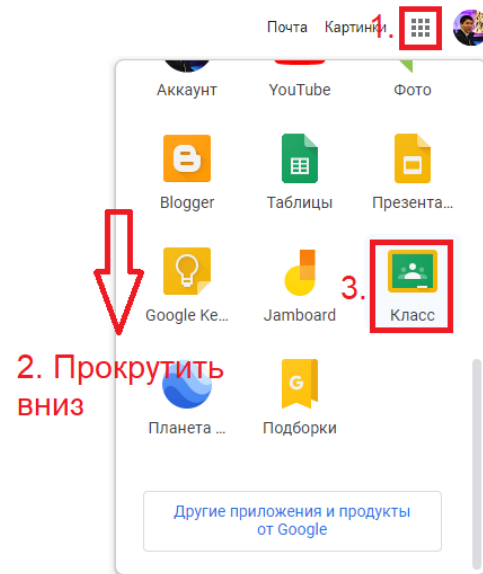 Почта Картинки 1.
Аккаунт YouTube Фото
Blogger Таблицы Презента...
3.
Google Ke... Jamboard Класс
2. Прокрутить
вниз
G
Планета ... Подборки
Другие приложения и продукты
от Google